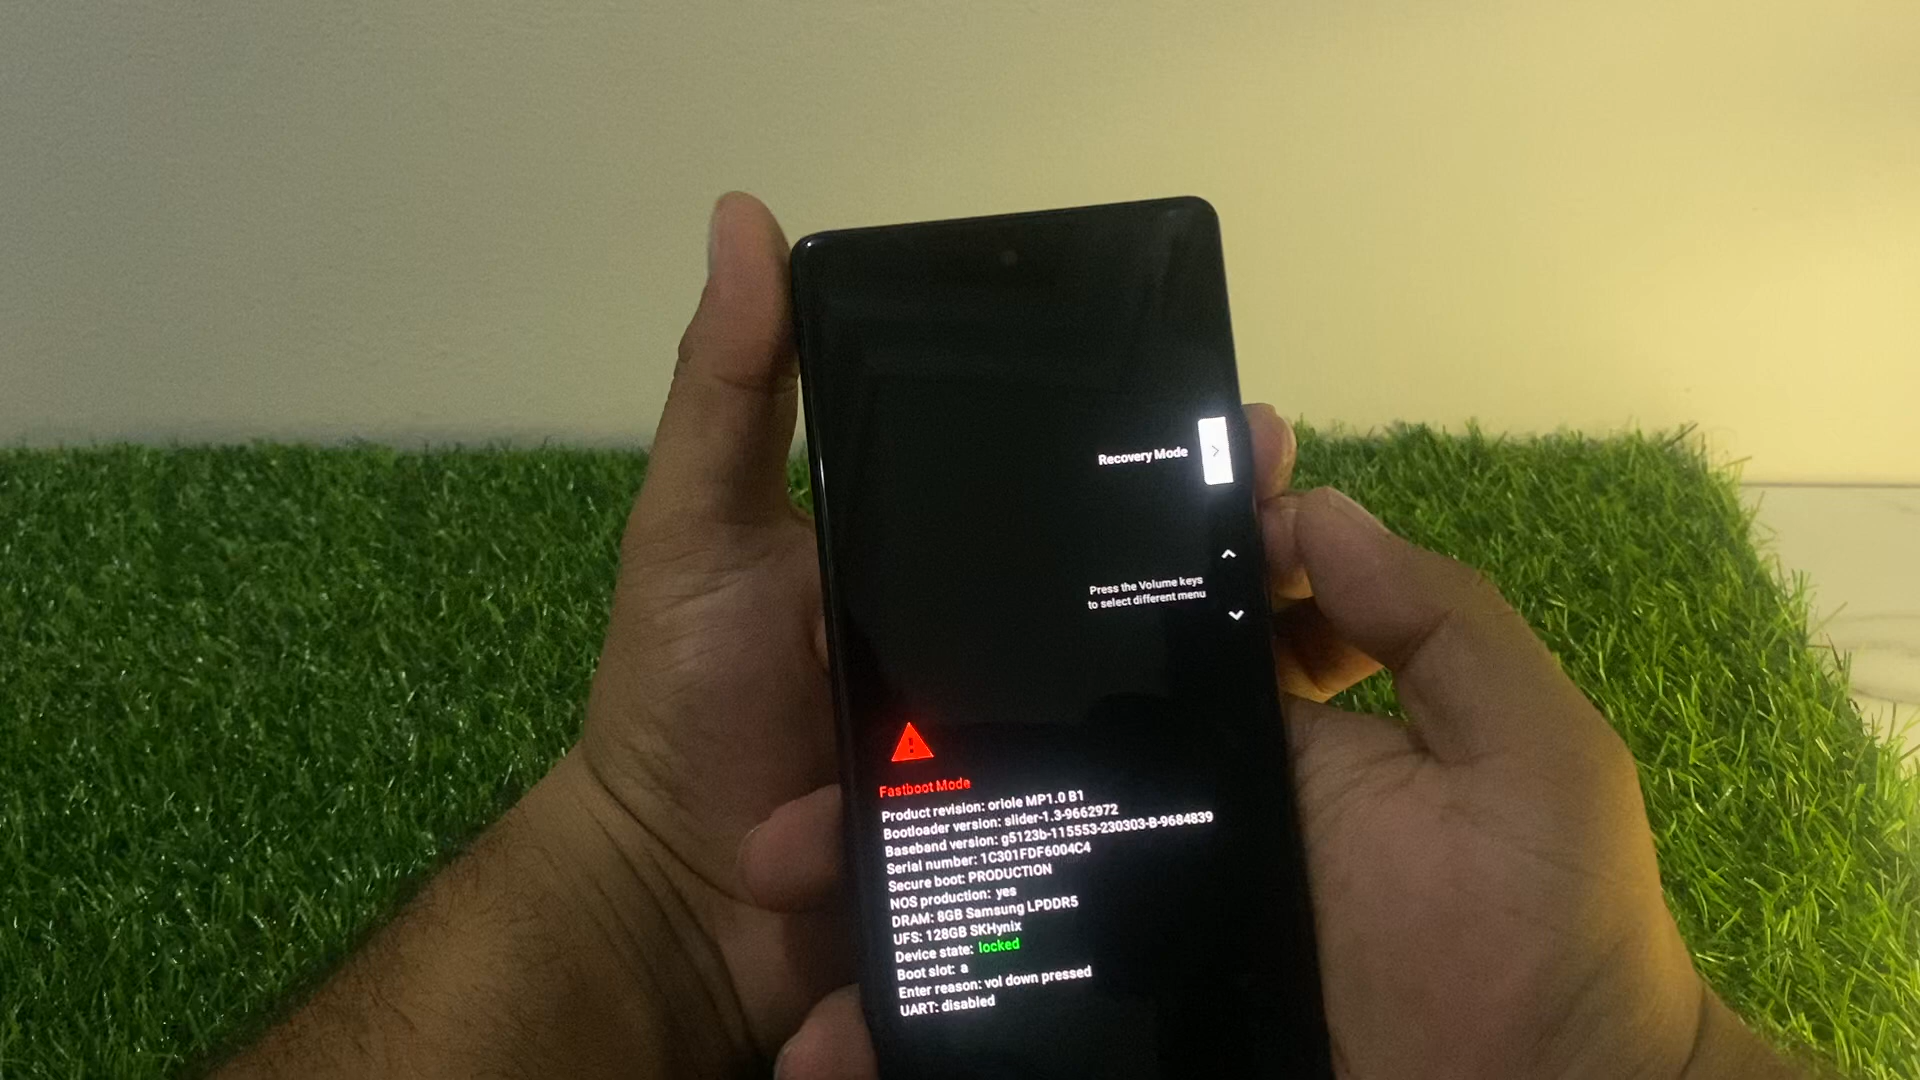 Recovery Mode
Press the Volume keys
to select different menu
Fastboot Mode
Product revision: oriole MP1.0 B1
Bootloader version: slider-1.3-9662972
Baseband version: g5123b-115553-230303-B-9684839
Serial number: 1C301FDF6004C4
Secure boot: PRODUCTION
NOS production: yes
DRAM: 8GB Samsung LPDDR5
UFS: 128GB SKHynix
Device state: locked
Boot slot: a
Enter reason: vol down pressed
UART: disabled